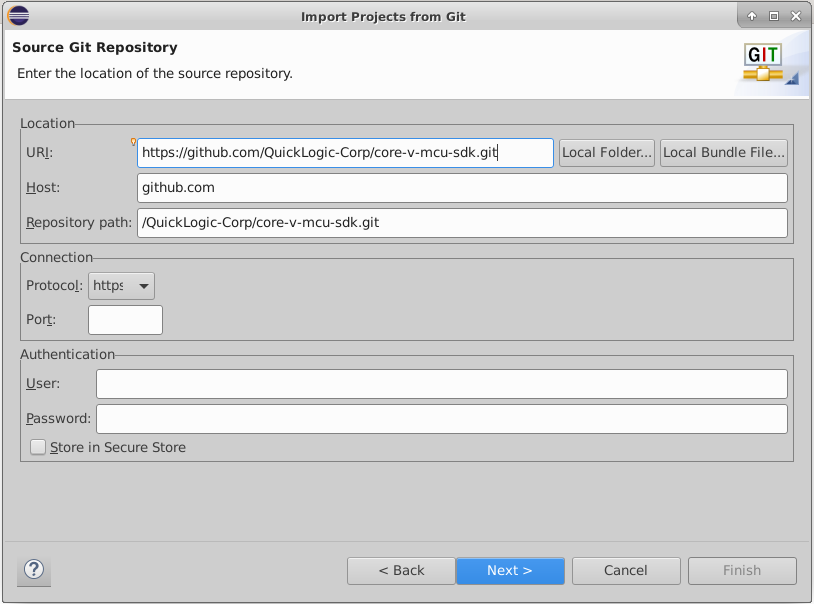 Import Projects from Git
Source Git Repository
Enter the location of the source repository.
GIT
Location
URI: https://github.com/QuickLogic-Corp/core-v-mcu-sdk.git Local Folder... Local Bundle File...
Host: github.com
Repository path: /QuickLogic-Corp/core-v-mcu-sdk.git
Connection
Protocol: https
Port:
Authentication
User:
Password:
Store in Secure Store
? < Back Next > Cancel Finish